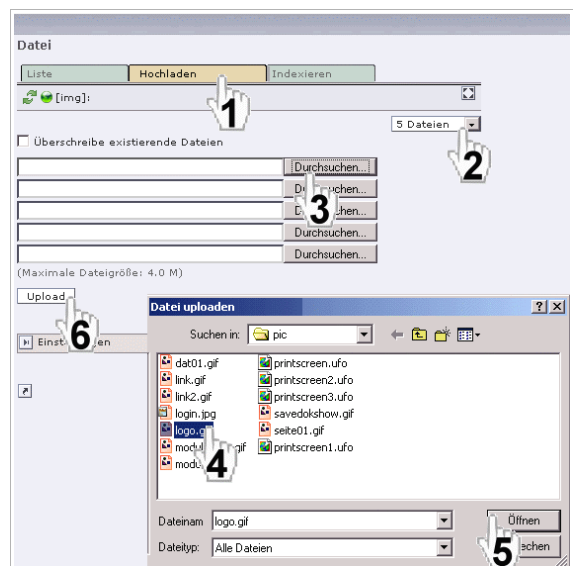 Datei
Liste Hochladen Indexieren
1
[img]:
5 Dateien
2
Überschreibe existierende Dateien
Durchsuchen...
3
Durchsuchen...
Durchsuchen...
(Maximale Dateigröße: 4.0 M)
Upload
6
Datei uploaden
Suchen in: pic
dat01.gif printscreen.ufo
link.gif printscreen2.ufo
link2.gif printscreen3.ufo
login.jpg savedokshow.gif
seite01.gif
printscreen1.ufo
4
Dateinam logo.gif Öffnen
5
Dateityp: Alle Dateien